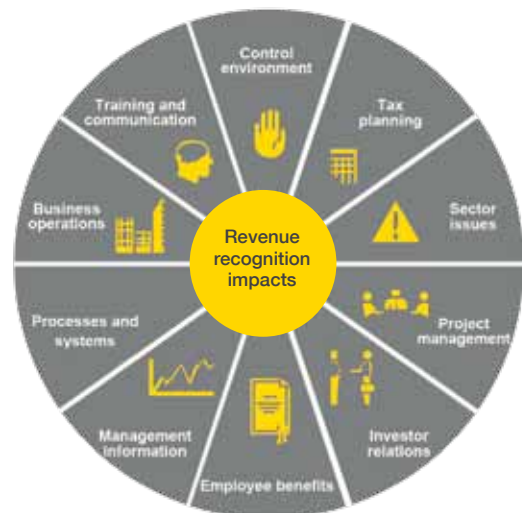 Control
environment
Tax
planning
Sector
issues
Project
management
Investor
relations
Employee benefits
Management
information
Processes and
systems
Business
operations
Training and
communication
Revenue
recognition
impacts